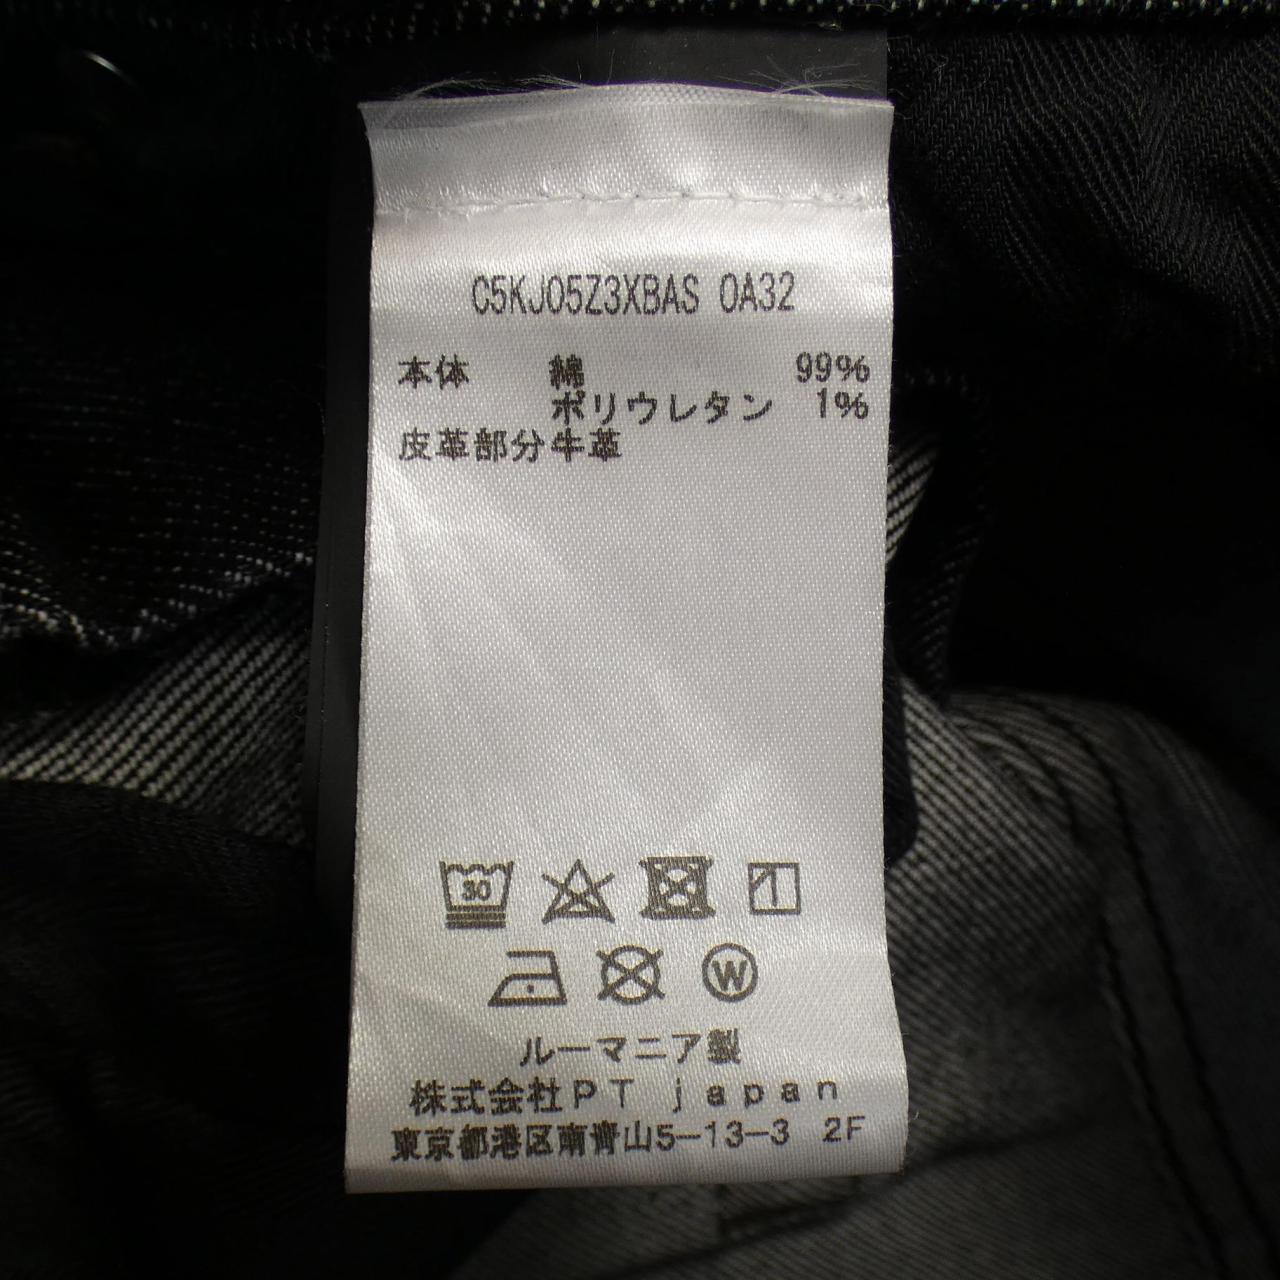 C5KJ05Z3XBAS 0A32
本体 綿 99%
ポリウレタン 1%
皮革部分牛革
30
W
ルーマニア製
株式会社PT japan
東京都港区南青山5-13-3 2F